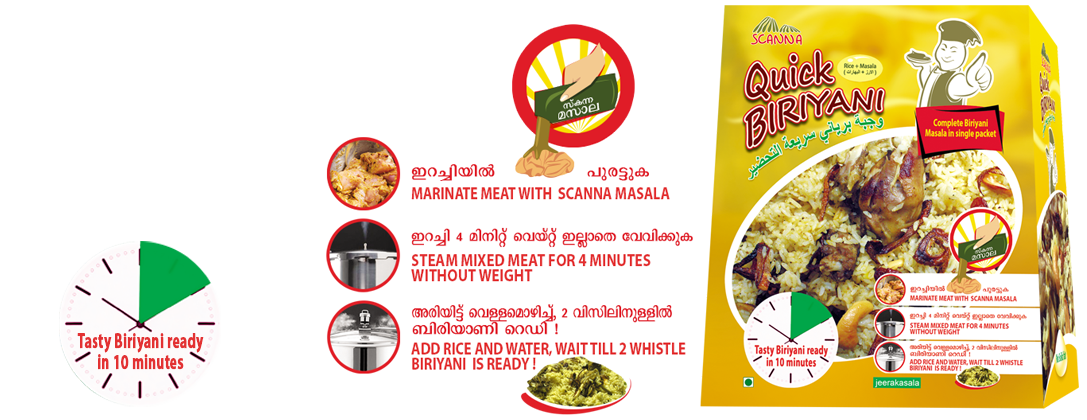 Tasty Biriyani ready
in 10 minutes
സ്കന്ന
മസാല
ഇറച്ചിയിൽ പുരട്ടുക
MARINATE MEAT WITH SCANNA MASALA
ഇറച്ചി 4 മിനിറ്റ് വെയ്റ്റ് ഇല്ലാതെ വേവിക്കുക
STEAM MIXED MEAT FOR 4 MINUTES
WITHOUT WEIGHT
അരിയിട്ട് വെള്ളമൊഴിച്ച്, 2 വിസിലിനുള്ളിൽ
ബിരിയാണി റെഡി !
ADD RICE AND WATER, WAIT TILL 2 WHISTLE
BIRIYANI IS READY !
SCANNA
Quick
BIRIYANI
Rice + Masala
( الارز + البهارات )
وجبة برياني سريعة التحضير
Complete Biriyani
Masala in single packet
സ്കന്ന
മസാല
ഇറച്ചിയിൽ പുരട്ടുക
MARINATE MEAT WITH SCANNA MASALA
ഇറച്ചി 4 മിനിറ്റ് വെയ്റ്റ് ഇല്ലാതെ വേവിക്കുക
STEAM MIXED MEAT FOR 4 MINUTES
WITHOUT WEIGHT
അരിയിട്ട് വെള്ളമൊഴിച്ച്, 2 വിസിലിനുള്ളിൽ
ബിരിയാണി റെഡി !
ADD RICE AND WATER, WAIT TILL 2 WHISTLE
BIRIYANI IS READY !
Tasty Biriyani ready
in 10 minutes
jeerakasala